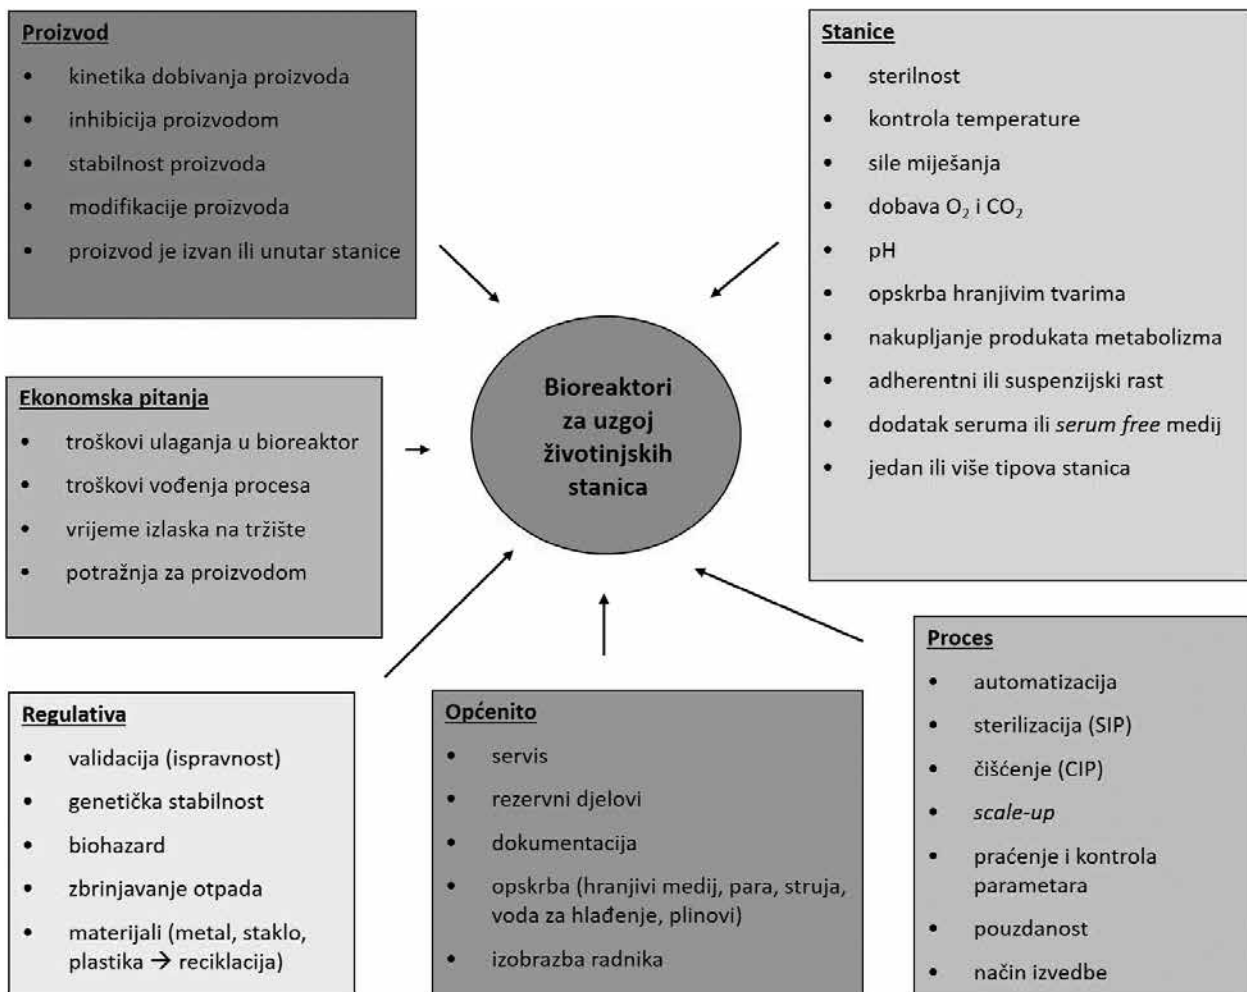 Proizvod
• kinetika dobivanja proizvoda
• inhibicija proizvodom
• stabilnost proizvoda
• modifikacije proizvoda
• proizvod je izvan ili unutar stanice
Stanice
• sterilnost
• kontrola temperature
• sile miješanja
• dobava O₂ i CO₂
• pH
• opskrba hranjivim tvarima
• nakupljanje produkata metabolizma
• adherentni ili suspenzijski rast
• dodatak seruma ili serum free medij
• jedan ili više tipova stanica
Ekonomska pitanja
• troškovi ulaganja u bioreaktor
• troškovi vođenja procesa
• vrijeme izlaska na tržište
• potražnja za proizvodom
Bioreaktori
za uzgoj
životinjskih
stanica
Regulativa
• validacija (ispravnost)
• genetička stabilnost
• biohazard
• zbrinjavanje otpada
• materijali (metal, staklo,
plastika → reciklacija)
Općenito
• servis
• rezervni djelovi
• dokumentacija
• opskrba (hranjivi medij, para, struja,
voda za hlađenje, plinovi)
• izobrazba radnika
Proces
• automatizacija
• sterilizacija (SIP)
• čišćenje (CIP)
• scale-up
• praćenje i kontrola
parametara
• pouzdanost
• način izvedbe